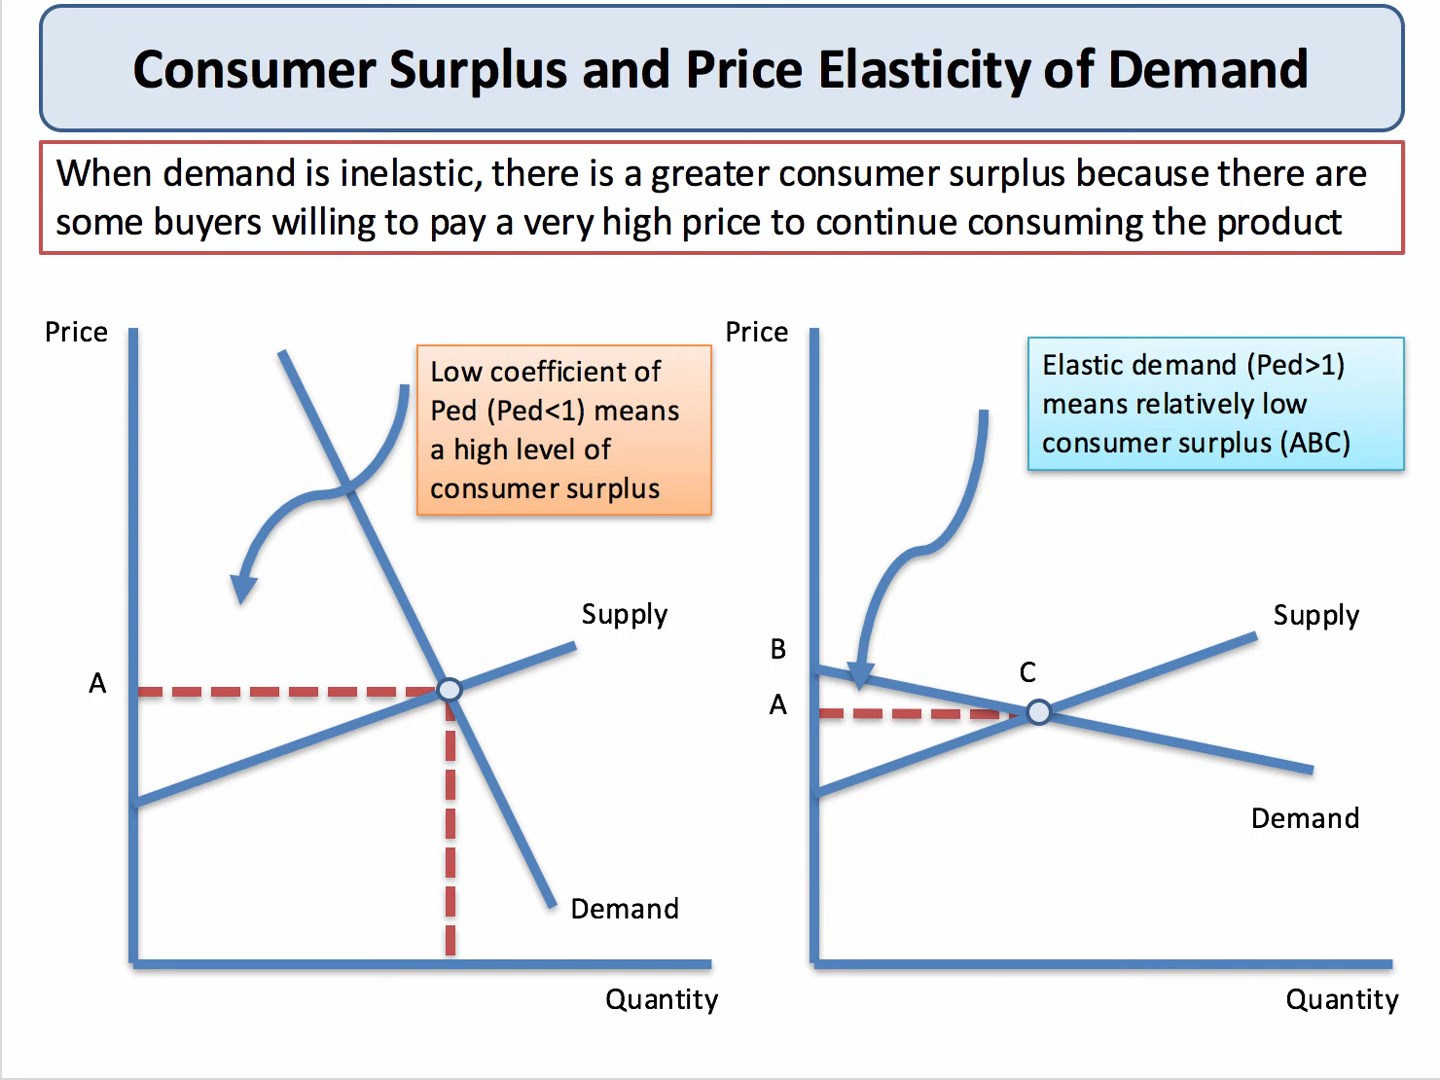 Consumer Surplus and Price Elasticity of Demand
When demand is inelastic, there is a greater consumer surplus because there are
some buyers willing to pay a very high price to continue consuming the product
Price
Low coefficient of
Ped (Ped<1) means
a high level of
consumer surplus
Supply
A
Demand
Quantity
Price
Elastic demand (Ped>1)
means relatively low
consumer surplus (ABC)
Supply
B
C
A
Demand
Quantity